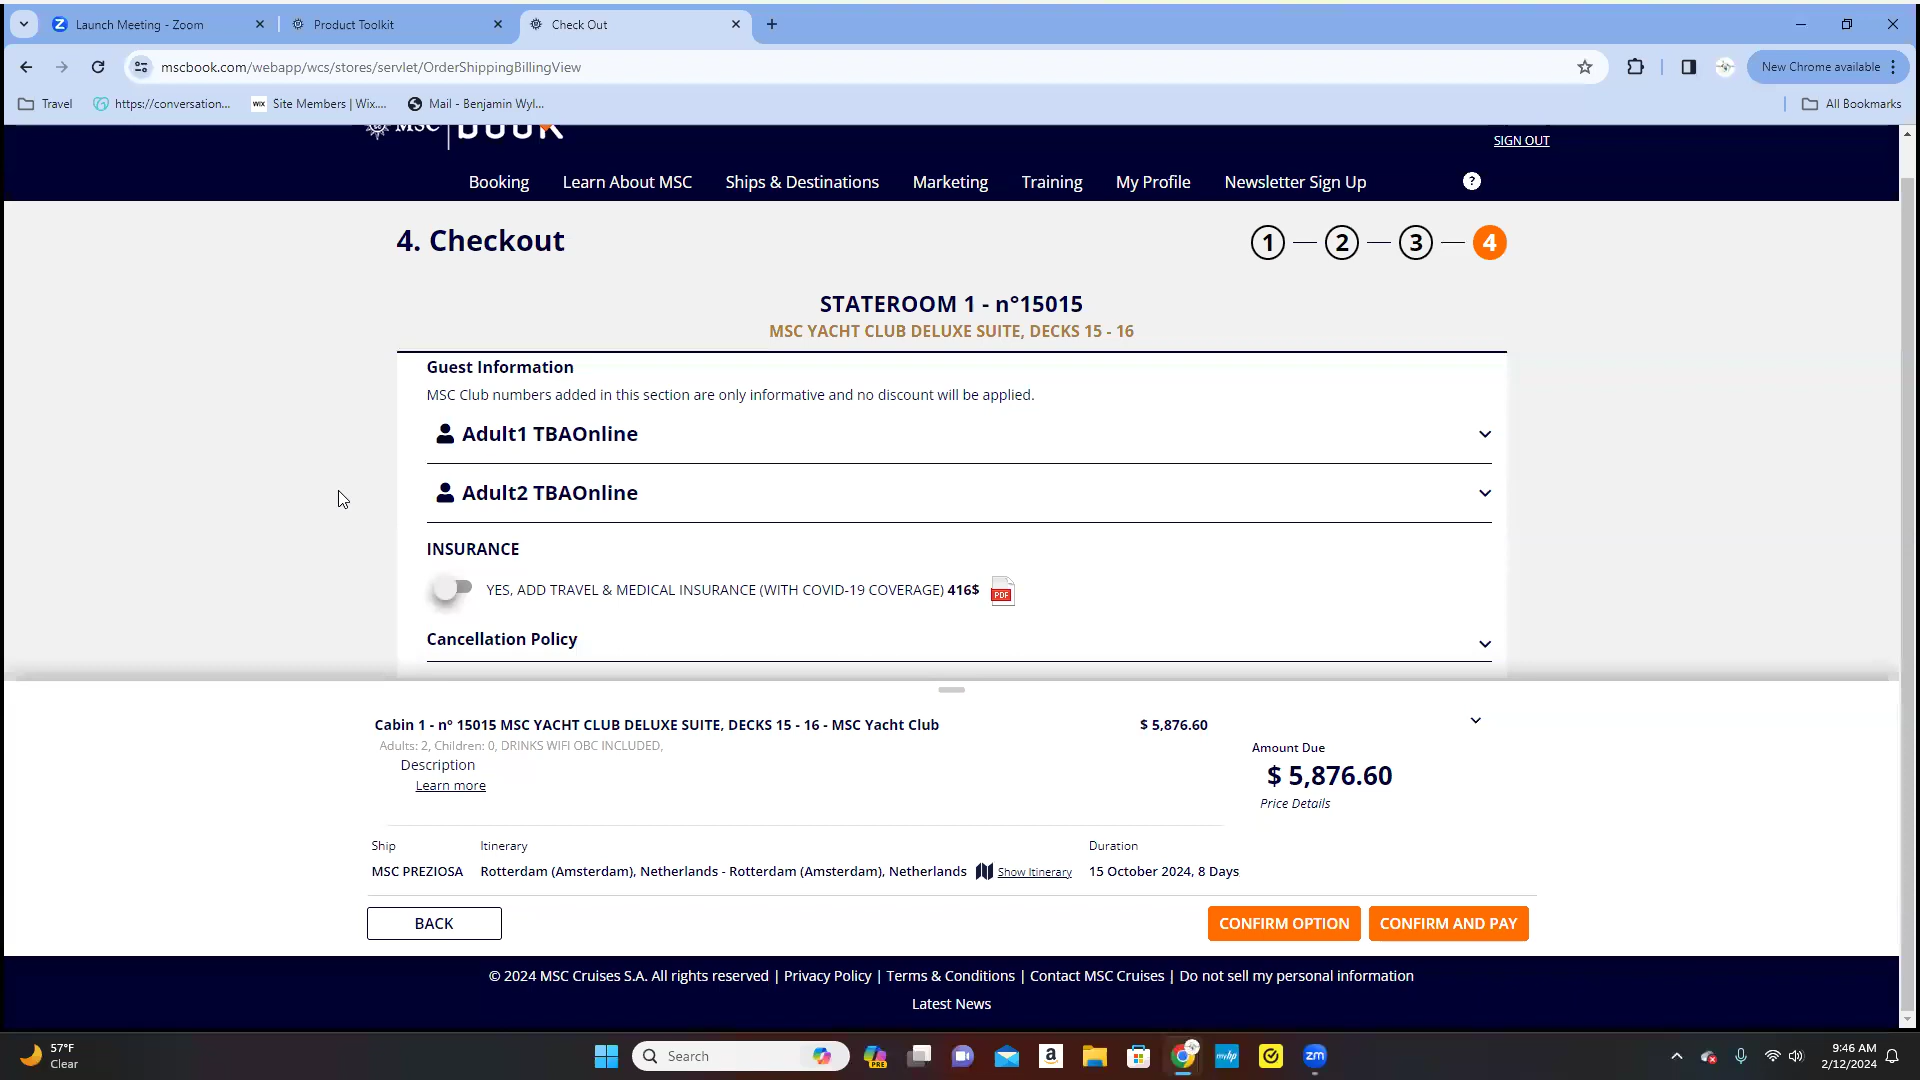 Launch Meeting - Zoom
Product Toolkit
Check Out
mscbook.com/webapp/wcs/stores/servlet/OrderShippingBillingView
New Chrome available
Travel
https://conversation...
WIX Site Members | Wix....
Mail - Benjamin Wyl...
All Bookmarks
MSC book
SIGN OUT
Booking
Learn About MSC
Ships & Destinations
Marketing
Training
My Profile
Newsletter Sign Up
?
4. Checkout
1 2 3 4
STATEROOM 1 - n°15015
MSC YACHT CLUB DELUXE SUITE, DECKS 15 - 16
Guest Information
MSC Club numbers added in this section are only informative and no discount will be applied.
Adult1 TBAOnline
Adult2 TBAOnline
INSURANCE
YES, ADD TRAVEL & MEDICAL INSURANCE (WITH COVID-19 COVERAGE) 416$
PDF
Cancellation Policy
Cabin 1 - nº 15015 MSC YACHT CLUB DELUXE SUITE, DECKS 15 - 16 - MSC Yacht Club
$ 5,876.60
Adults: 2, Children: 0, DRINKS WIFI OBC INCLUDED,
Description
Learn more
Amount Due
$ 5,876.60
Price Details
Ship
Itinerary
Duration
MSC PREZIOSA
Rotterdam (Amsterdam), Netherlands - Rotterdam (Amsterdam), Netherlands
Show Itinerary
15 October 2024, 8 Days
BACK
CONFIRM OPTION
CONFIRM AND PAY
© 2024 MSC Cruises S.A. All rights reserved | Privacy Policy | Terms & Conditions | Contact MSC Cruises | Do not sell my personal information
Latest News
57°F
Clear
Search
PRE
a
myhp
zm
9:46 AM
2/12/2024